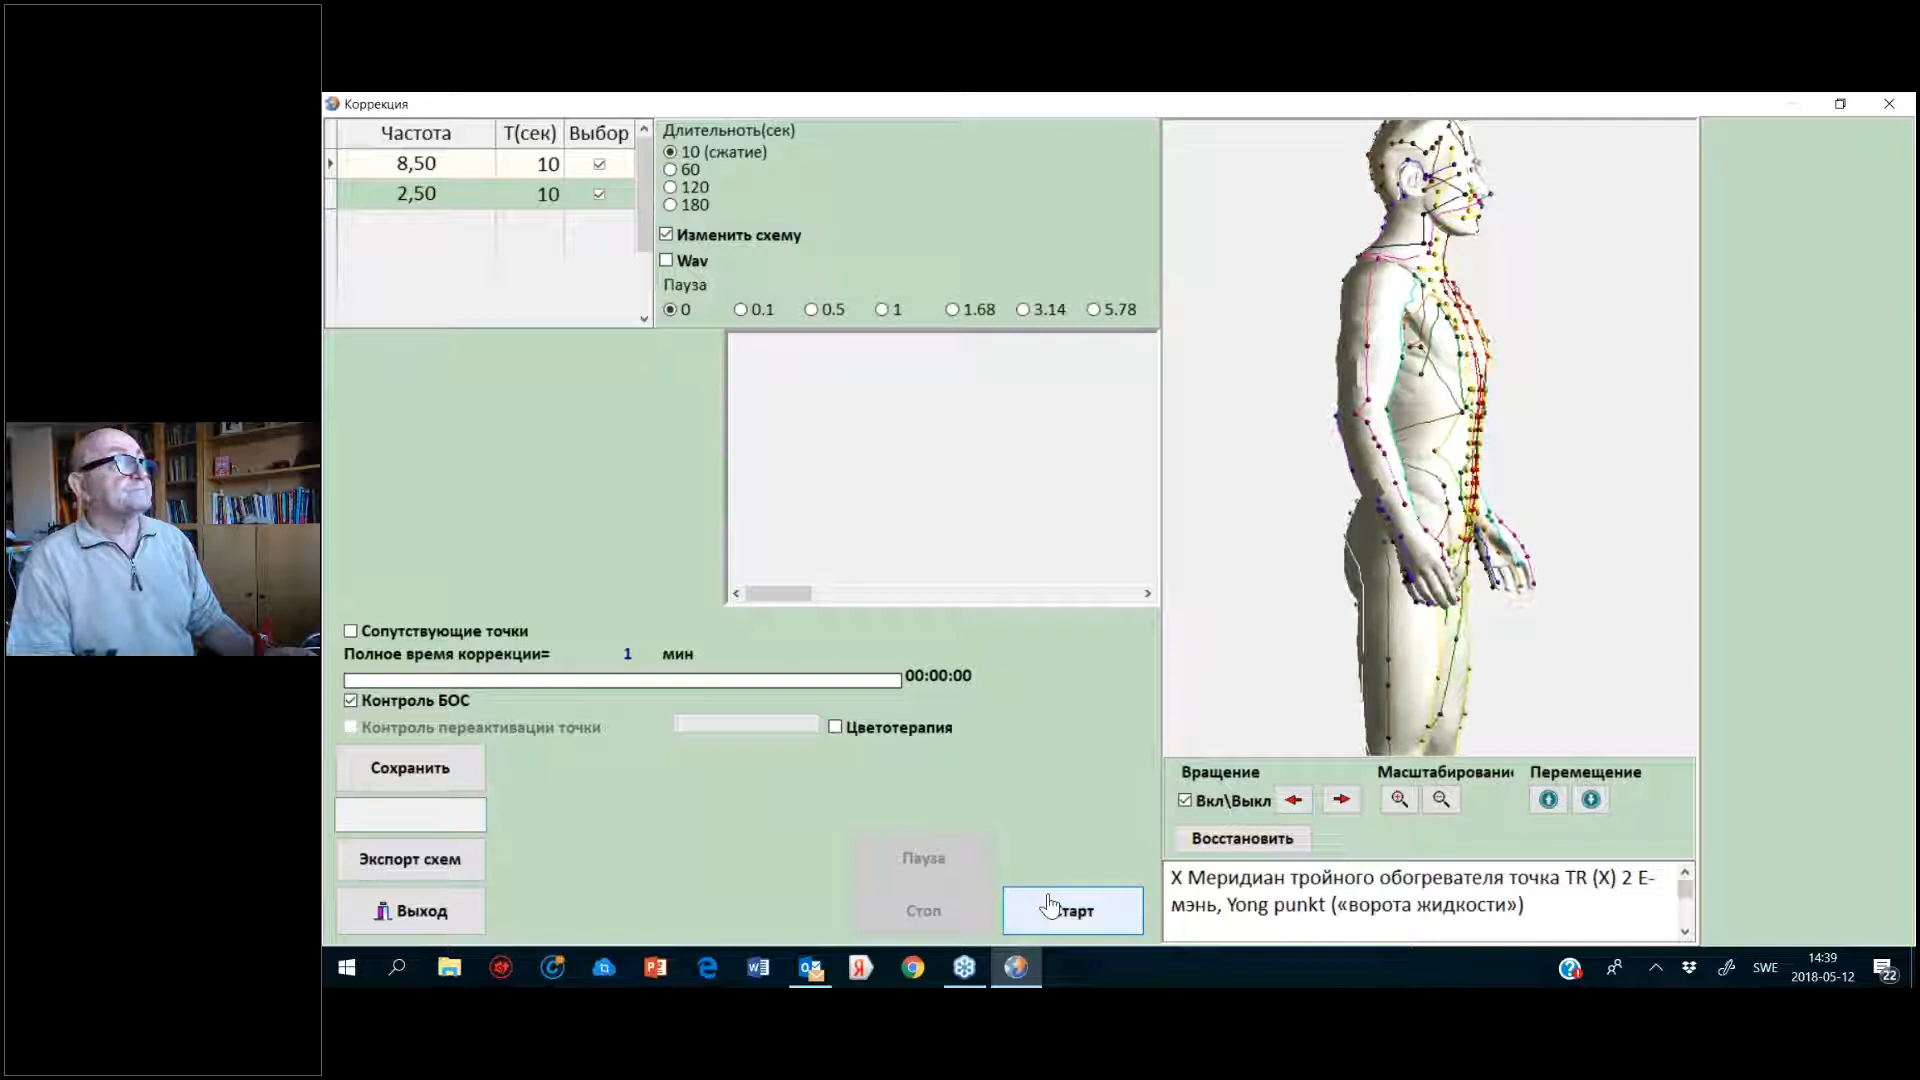 Коррекция
Частота Т(сек) Выбор
8,50 10
2,50 10
Длительноть(сек)
10 (сжатие)
60
120
180
Изменить схему
Wav
Пауза
0 0.1 0.5 1 1.68 3.14 5.78
Сопутствующие точки
Полное время коррекции= 1 мин
00:00:00
Контроль БОС
Контроль переактивации точки
Цветотерапия
Сохранить
Экспорт схем
Выход
Пауза
Стоп
тарт
Вращение Масштабировани Перемещение
Вкл\Выкл
Восстановить
X Меридиан тройного обогревателя точка TR (X) 2 Е-
мэнь, Yong punkt («ворота жидкости»)
SWE
14:39
2018-05-12
22